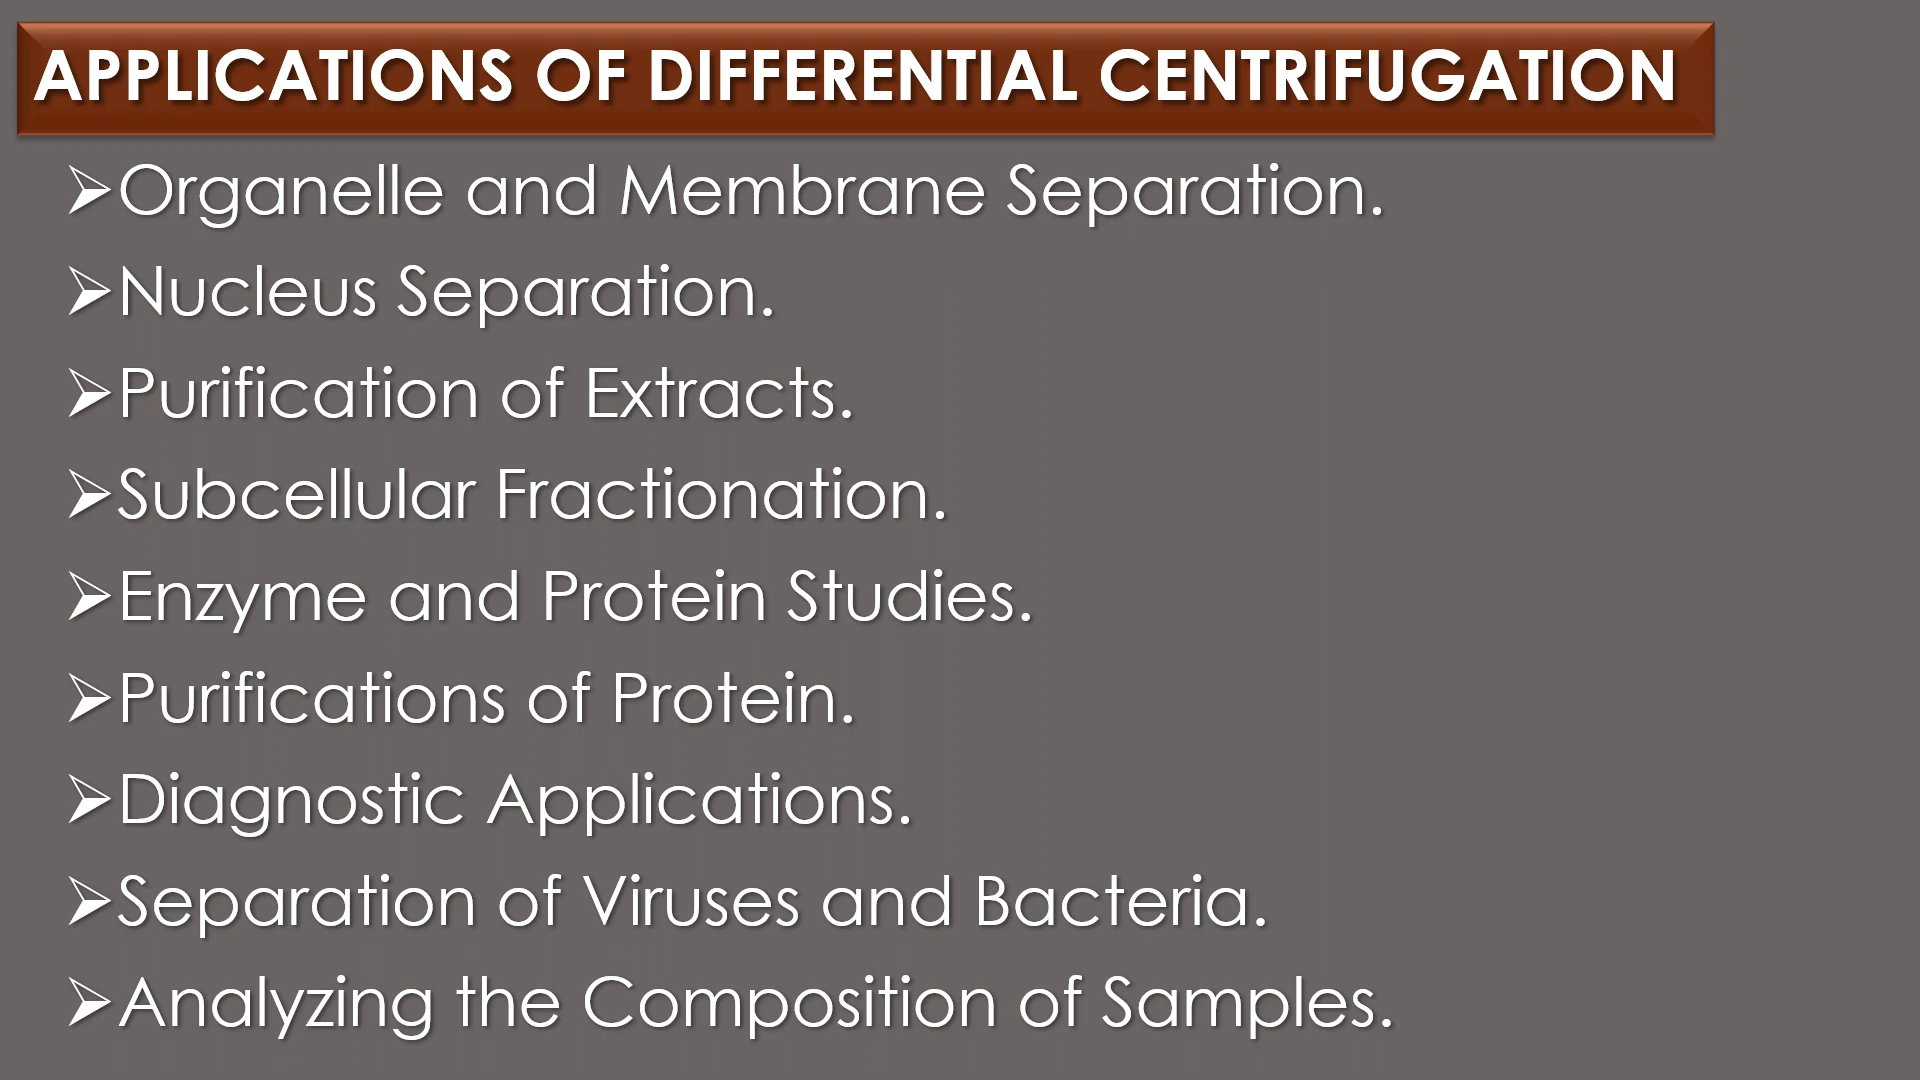 APPLICATIONS OF DIFFERENTIAL CENTRIFUGATION
➢Organelle and Membrane Separation.
➢Nucleus Separation.
➢Purification of Extracts.
➢Subcellular Fractionation.
➢Enzyme and Protein Studies.
➢Purifications of Protein.
➢Diagnostic Applications.
➢Separation of Viruses and Bacteria.
➢Analyzing the Composition of Samples.